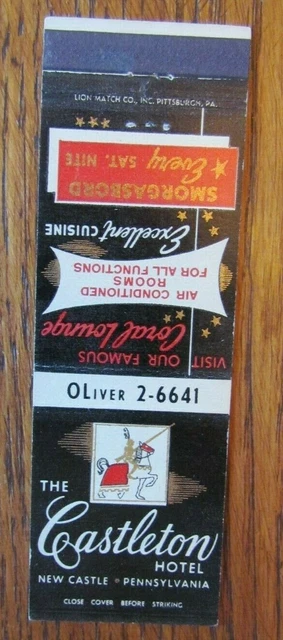 LION MATCH CO., INC. PITTSBURGH, PA.
VISIT OUR FAMOUS
Coral Lounge
AIR CONDITIONED
ROOMS
FOR ALL FUNCTIONS
Excellent CUISINE
SMORGASBORD
Every SAT. NITE
OLiver 2-6641
THE
Castleton
HOTEL
NEW CASTLE • PENNSYLVANIA
CLOSE COVER BEFORE STRIKING